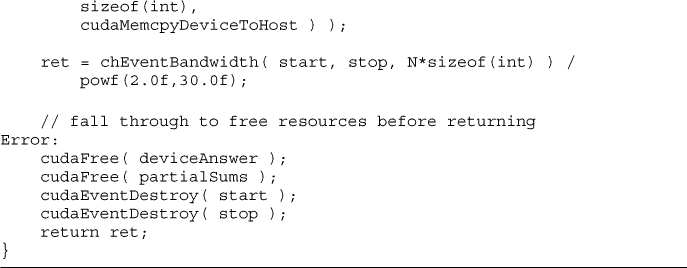 sizeof(int),
        cudaMemcpyDeviceToHost ) );
    ret = chEventBandwidth( start, stop, N*sizeof(int) ) /
        powf(2.0f,30.0f);
    // fall through to free resources before returning
Error:
    cudaFree( deviceAnswer );
    cudaFree( partialSums );
    cudaEventDestroy( start );
    cudaEventDestroy( stop );
    return ret;
}